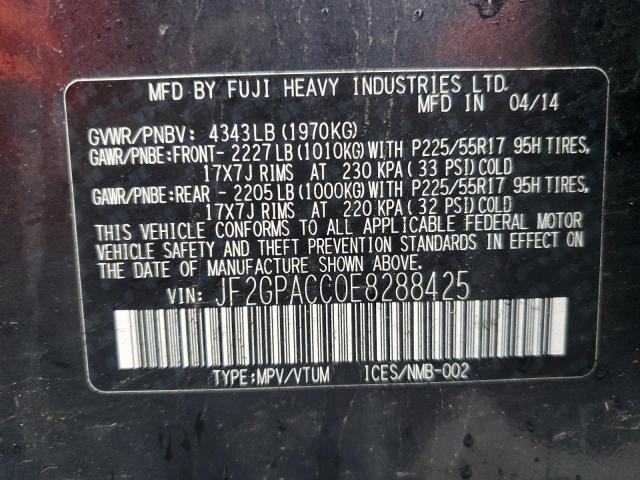 MFD BY FUJI HEAVY INDUSTRIES LTD.
MFD IN 04/14
GVWR/PNBV: 4343LB (1970KG)
GAWR/PNBE:FRONT- 2227LB (1010KG) WITH P225/55R17 95H TIRES,
17X7J RIMS AT 230 KPA ( 33 PSI) COLD
GAWR/PNBE:REAR - 2205LB (1000KG) WITH P225/55R17 95H TIRES,
17X7J RIMS AT 220 KPA ( 32 PSI) COLD
THIS VEHICLE CONFORMS TO ALL APPLICABLE FEDERAL MOTOR
VEHICLE SAFETY AND THEFT PREVENTION STANDARDS IN EFFECT ON
THE DATE OF MANUFACTURE SHOWN ABOVE.
VIN: JF2GPACC0E8288425
TYPE:MPV/VTUM ICES/NMB-002